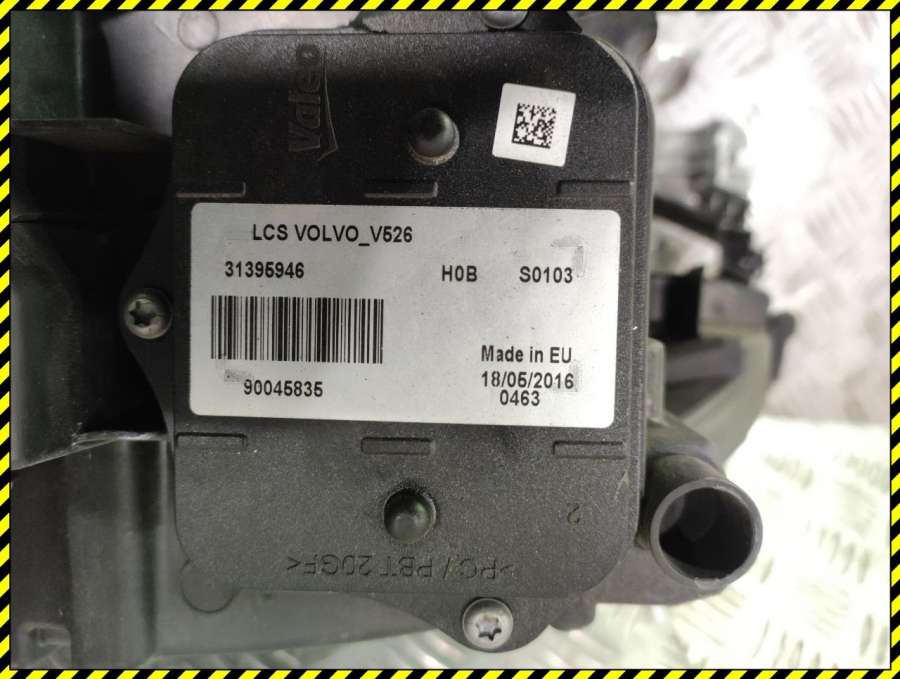 Valeo
LCS VOLVO_V526
31395946 H0B S0103
Made in EU
18/05/2016
90045835 0463
2
>PC / PBT 20GF<